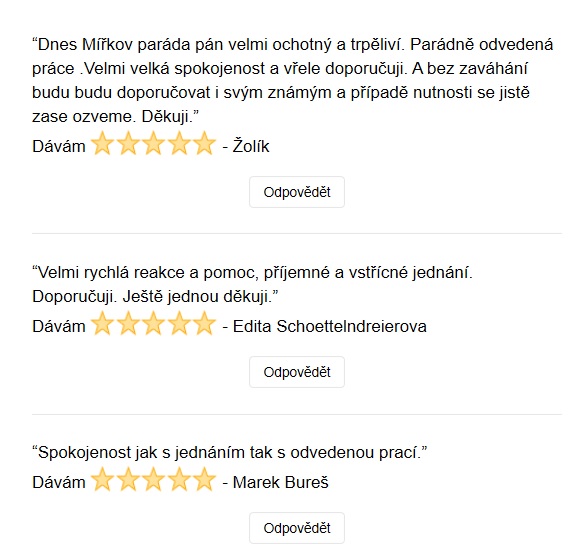 “Dnes Mířkov paráda pán velmi ochotný a trpěliví. Parádně odvedená
práce .Velmi velká spokojenost a vřele doporučuji. A bez zaváhání
budu budu doporučovat i svým známým a případě nutnosti se jistě
zase ozveme. Děkuji.”
Dávám ⭐⭐⭐⭐⭐ - Žolík
Odpovědět
“Velmi rychlá reakce a pomoc, příjemné a vstřícné jednání.
Doporučuji. Ještě jednou děkuji.”
Dávám ⭐⭐⭐⭐⭐ - Edita Schoettelndreierova
Odpovědět
“Spokojenost jak s jednáním tak s odvedenou prací.”
Dávám ⭐⭐⭐⭐⭐ - Marek Bureš
Odpovědět